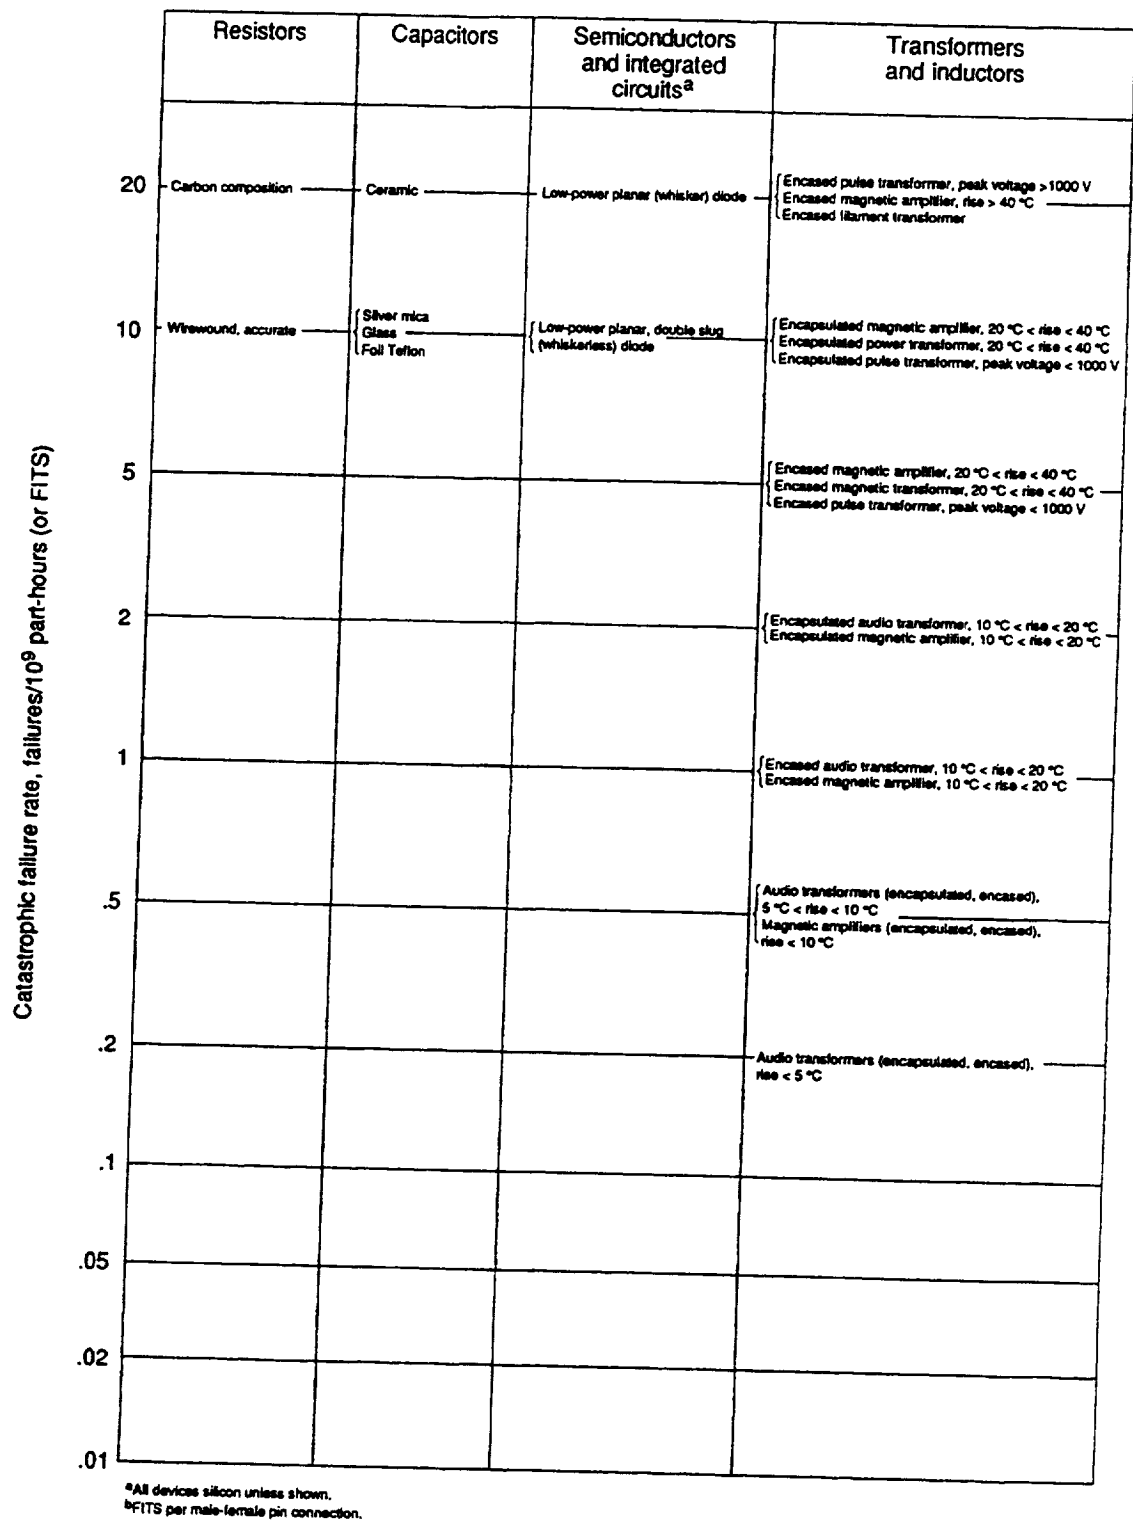 Resistors
Capacitors
Semiconductors
and integrated
circuitsᵃ
Transformers
and inductors
Catastrophic failure rate, failures/10⁹ part-hours (or FITS)
20
Carbon composition
Ceramic
Low-power planar (whisker) diode
Encased pulse transformer, peak voltage >1000 V
Encased magnetic amplifier, rise > 40 °C
Encased filament transformer
10
Wirewound, accurate
Silver mica
Glass
Foil Teflon
Low-power planar, double slug
(whiskerless) diode
Encapsulated magnetic amplifier, 20 °C < rise < 40 °C
Encapsulated power transformer, 20 °C < rise < 40 °C
Encapsulated pulse transformer, peak voltage < 1000 V
5
Encased magnetic amplifier, 20 °C < rise < 40 °C
Encased magnetic transformer, 20 °C < rise < 40 °C
Encased pulse transformer, peak voltage < 1000 V
2
Encapsulated audio transformer, 10 °C < rise < 20 °C
Encapsulated magnetic amplifier, 10 °C < rise < 20 °C
1
Encased audio transformer, 10 °C < rise < 20 °C
Encased magnetic amplifier, 10 °C < rise < 20 °C
.5
Audio transformers (encapsulated, encased),
5 °C < rise < 10 °C
Magnetic amplifiers (encapsulated, encased),
rise < 10 °C
.2
Audio transformers (encapsulated, encased),
rise < 5 °C
.1
.05
.02
.01
ᵃAll devices silicon unless shown.
ᵇFITS per male-female pin connection.